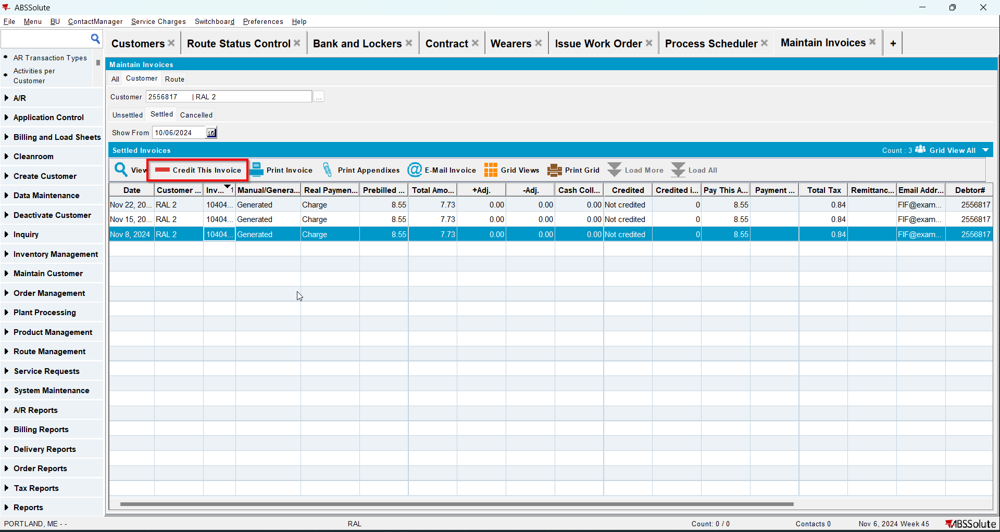 ABSSolute
File Menu BU ContactManager Service Charges Switchboard Preferences Help
Customers Route Status Control Bank and Lockers Contract Wearers Issue Work Order Process Scheduler Maintain Invoices +
AR Transaction Types
Activities per
Customer
A/R
Application Control
Billing and Load Sheets
Cleanroom
Create Customer
Data Maintenance
Deactivate Customer
Inquiry
Inventory Management
Maintain Customer
Order Management
Plant Processing
Product Management
Route Management
Service Requests
System Maintenance
A/R Reports
Billing Reports
Delivery Reports
Order Reports
Tax Reports
Reports
Maintain Invoices
All Customer Route
Customer 2556817 | RAL 2 ...
Unsettled Settled Cancelled
Show From 10/06/2024 16
Settled Invoices Count : 3 Grid View All
View Credit This Invoice Print Invoice Print Appendixes @ E-Mail Invoice Grid Views Print Grid Load More Load All
Date Customer ... Inv... 1 Manual/Genera... Real Paymen... Prebilled ... Total Amo... +Adj. -Adj. Cash Coll... Credited Credited i... Pay This A... Payment ... Total Tax Remittanc... Email Addr... Debtor#
Nov 22, 20... RAL 2 10404... Generated Charge 8.55 7.73 0.00 0.00 0.00 Not credited 0 8.55 0.84 FIF@exam... 2556817
Nov 15, 20... RAL 2 10404... Generated Charge 8.55 7.73 0.00 0.00 0.00 Not credited 0 8.55 0.84 FIF@exam... 2556817
Nov 8, 2024 RAL 2 10404... Generated Charge 8.55 7.73 0.00 0.00 0.00 Not credited 0 8.55 0.84 FIF@exam... 2556817
PORTLAND, ME - - RAL Count: 0 / 0 Contacts 0 Nov 6, 2024 Week 45 ABSSolute